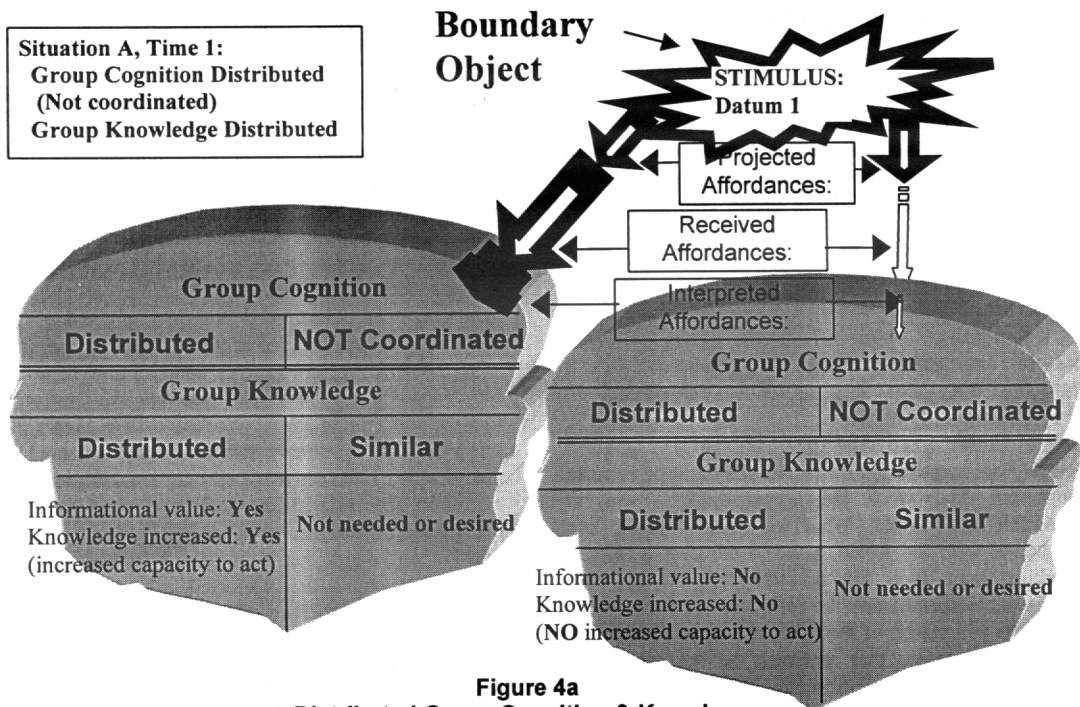 Situation A, Time 1:
Group Cognition Distributed
(Not coordinated)
Group Knowledge Distributed
Boundary
Object
STIMULUS:
Datum 1
Projected
Affordances:
Received
Affordances:
Interpreted
Affordances:
Group Cognition
Distributed
NOT Coordinated
Group Knowledge
Distributed
Similar
Informational value: Yes
Knowledge increased: Yes
(increased capacity to act)
Not needed or desired
Group Cognition
Distributed
NOT Coordinated
Group Knowledge
Distributed
Similar
Informational value: No
Knowledge increased: No
(NO increased capacity to act)
Not needed or desired
Figure 4a